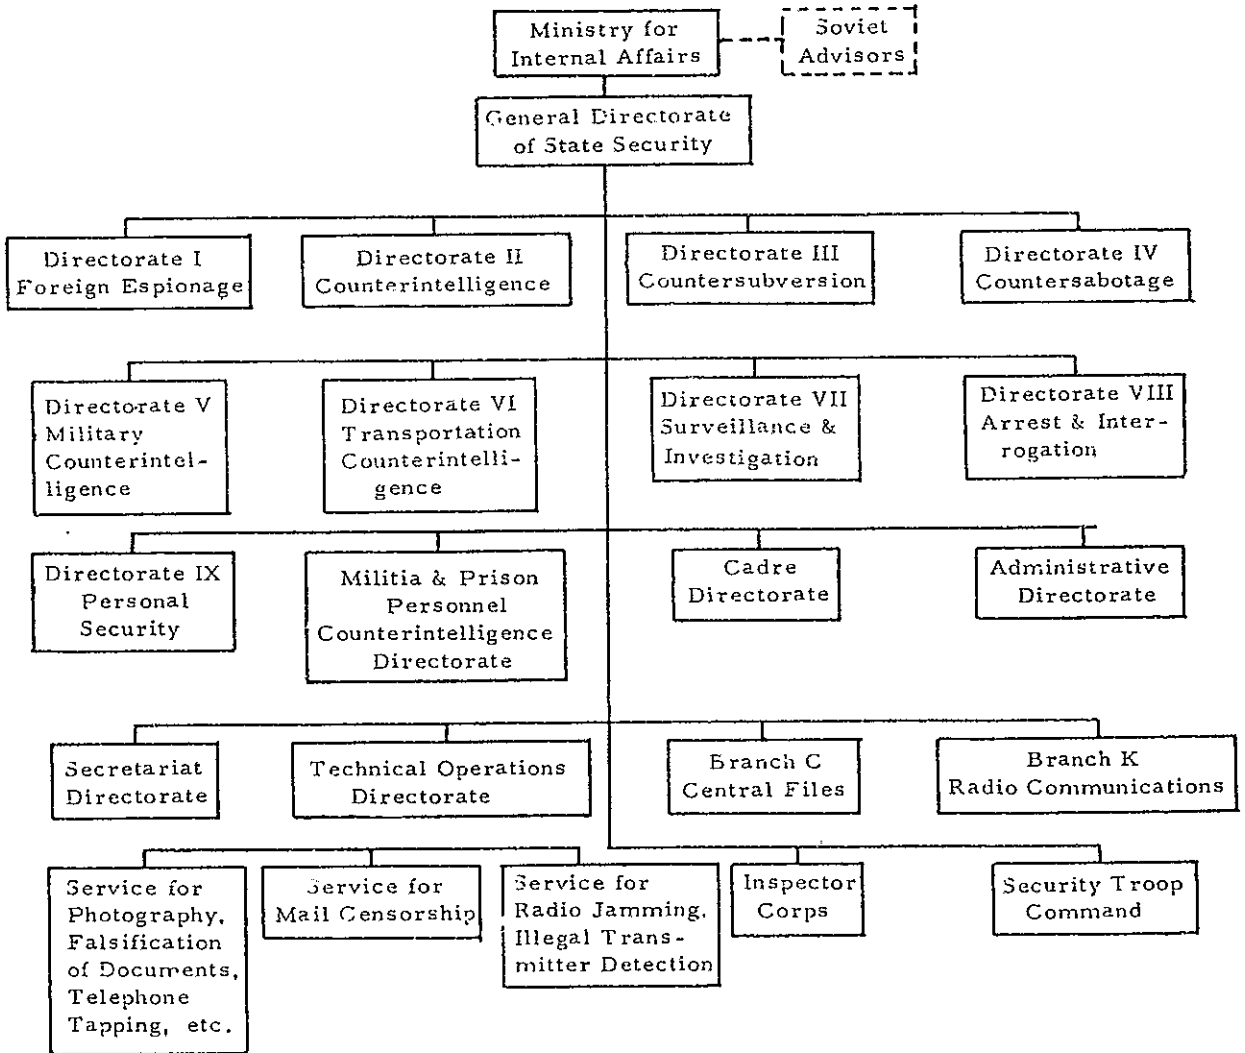 Ministry for
Internal Affairs
Soviet
Advisors
General Directorate
of State Security
Directorate I
Foreign Espionage
Directorate II
Counterintelligence
Directorate III
Countersubversion
Directorate IV
Countersabotage
Directorate V
Military
Counterintel-
ligence
Directorate VI
Transportation
Counterintelli-
gence
Directorate VII
Surveillance &
Investigation
Directorate VIII
Arrest & Inter-
rogation
Directorate IX
Personal
Security
Militia & Prison
Personnel
Counterintelligence
Directorate
Cadre
Directorate
Administrative
Directorate
Secretariat
Directorate
Technical Operations
Directorate
Branch C
Central Files
Branch K
Radio Communications
Service for
Photography,
Falsification
of Documents,
Telephone
Tapping, etc.
Service for
Mail Censorship
Service for
Radio Jamming,
Illegal Trans-
mitter Detection
Inspector
Corps
Security Troop
Command